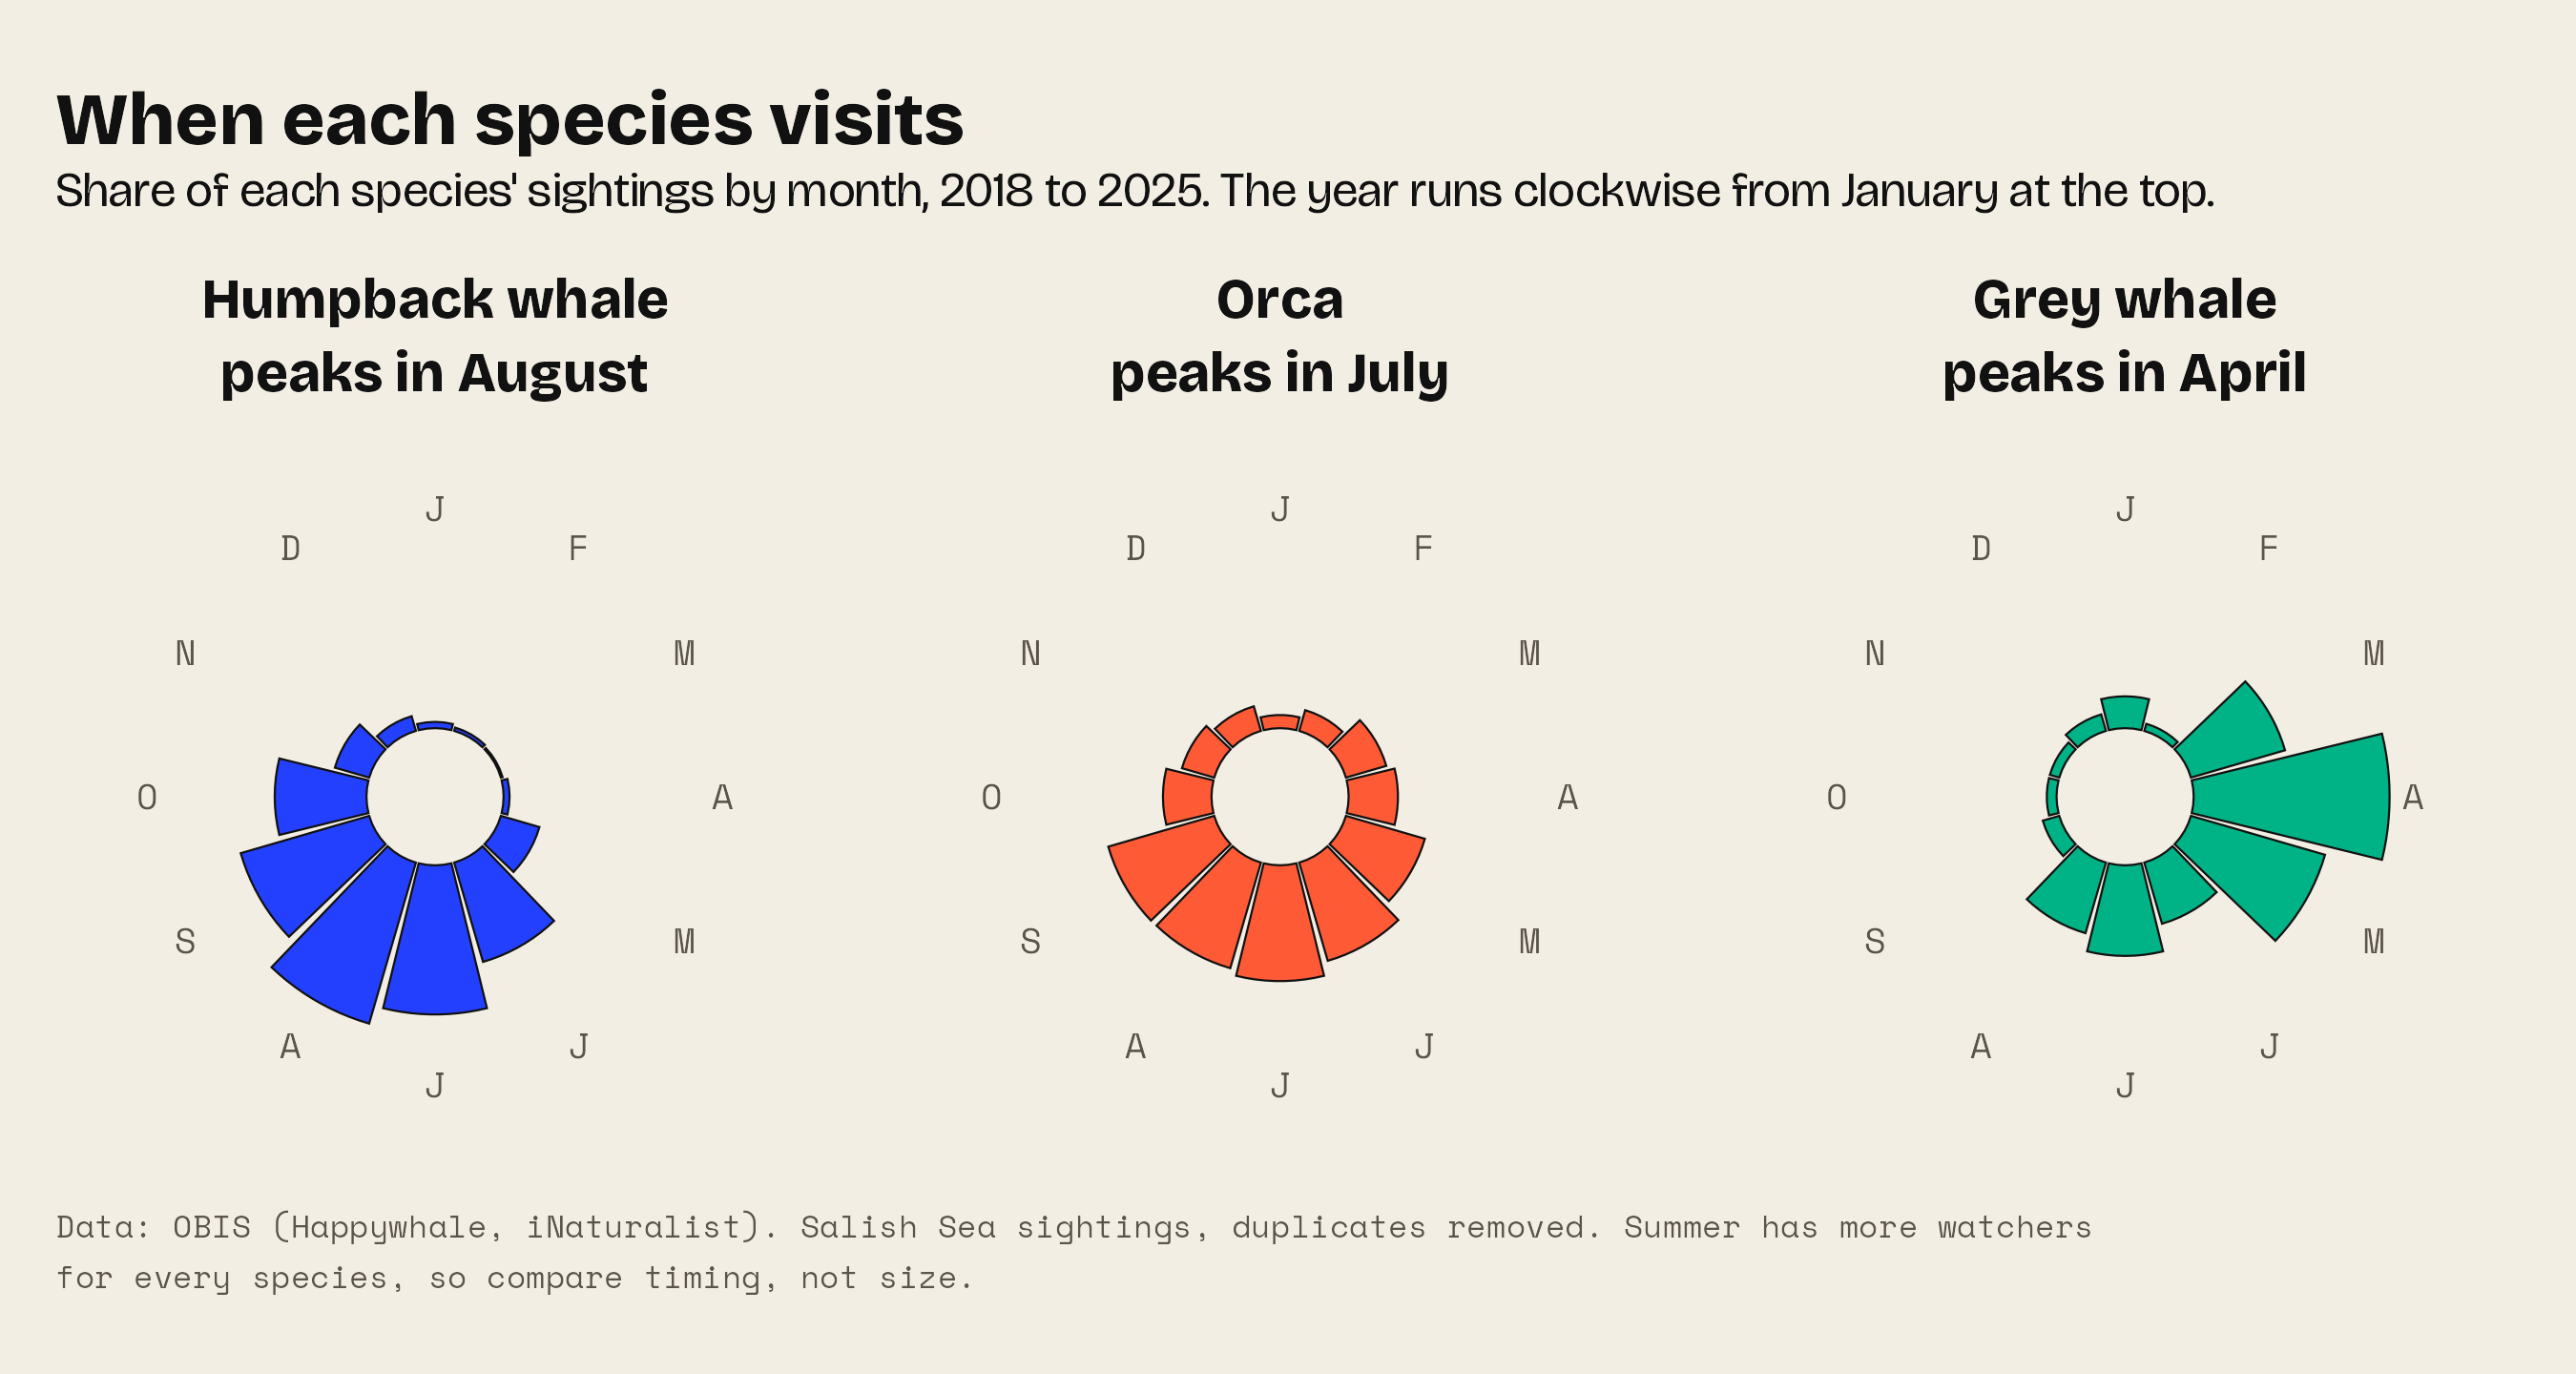 When each species visits
Share of each species' sightings by month, 2018 to 2025. The year runs clockwise from January at the top.
Humpback whale
peaks in August
J
F
M
A
M
J
J
A
S
O
N
D
Orca
peaks in July
J
F
M
A
M
J
J
A
S
O
N
D
Grey whale
peaks in April
J
F
M
A
M
J
J
A
S
O
N
D
Data: OBIS (Happywhale, iNaturalist). Salish Sea sightings, duplicates removed. Summer has more watchers
for every species, so compare timing, not size.